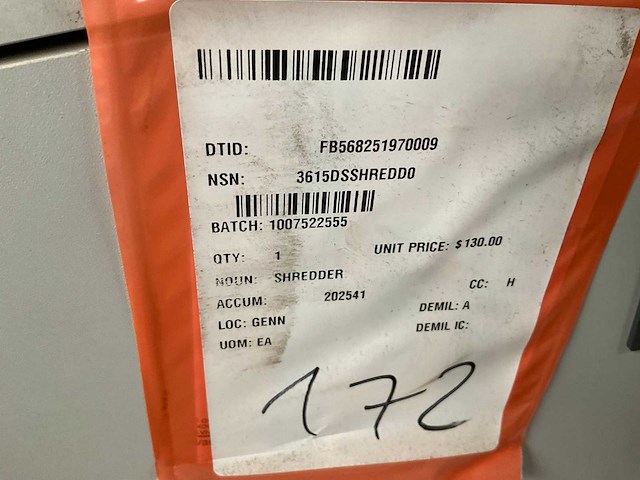 DTID: FB568251970009
NSN: 3615DSSHREDD0
BATCH: 1007522555
QTY: 1 UNIT PRICE: $130.00
NOUN: SHREDDER
CC: H
ACCUM: 202541
DEMIL: A
LOC: GENN
DEMIL IC:
UOM: EA
172